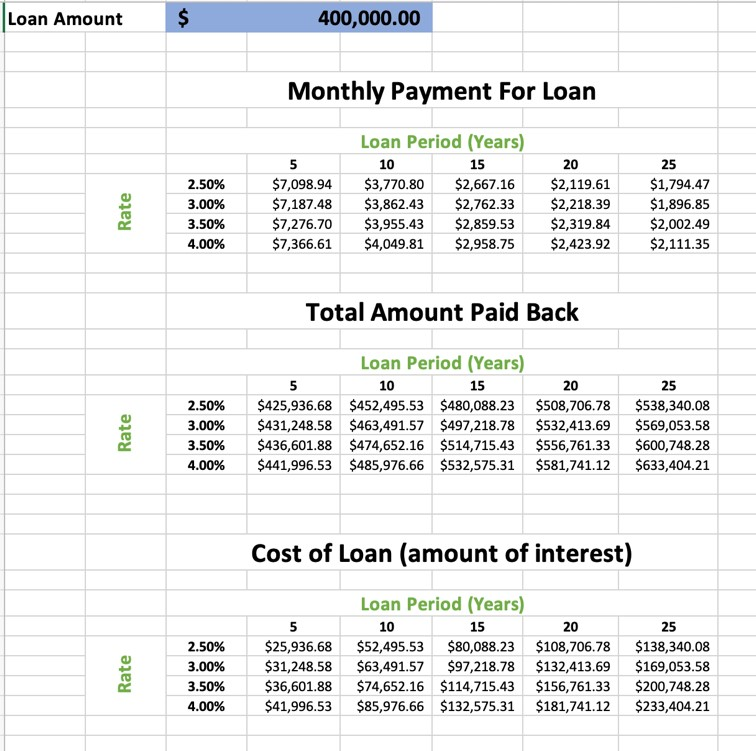 Loan Amount $ 400,000.00
Monthly Payment For Loan
Loan Period (Years)
5 10 15 20 25
Rate
2.50% $7,098.94 $3,770.80 $2,667.16 $2,119.61 $1,794.47
3.00% $7,187.48 $3,862.43 $2,762.33 $2,218.39 $1,896.85
3.50% $7,276.70 $3,955.43 $2,859.53 $2,319.84 $2,002.49
4.00% $7,366.61 $4,049.81 $2,958.75 $2,423.92 $2,111.35
Total Amount Paid Back
Loan Period (Years)
5 10 15 20 25
Rate
2.50% $425,936.68 $452,495.53 $480,088.23 $508,706.78 $538,340.08
3.00% $431,248.58 $463,491.57 $497,218.78 $532,413.69 $569,053.58
3.50% $436,601.88 $474,652.16 $514,715.43 $556,761.33 $600,748.28
4.00% $441,996.53 $485,976.66 $532,575.31 $581,741.12 $633,404.21
Cost of Loan (amount of interest)
Loan Period (Years)
5 10 15 20 25
Rate
2.50% $25,936.68 $52,495.53 $80,088.23 $108,706.78 $138,340.08
3.00% $31,248.58 $63,491.57 $97,218.78 $132,413.69 $169,053.58
3.50% $36,601.88 $74,652.16 $114,715.43 $156,761.33 $200,748.28
4.00% $41,996.53 $85,976.66 $132,575.31 $181,741.12 $233,404.21